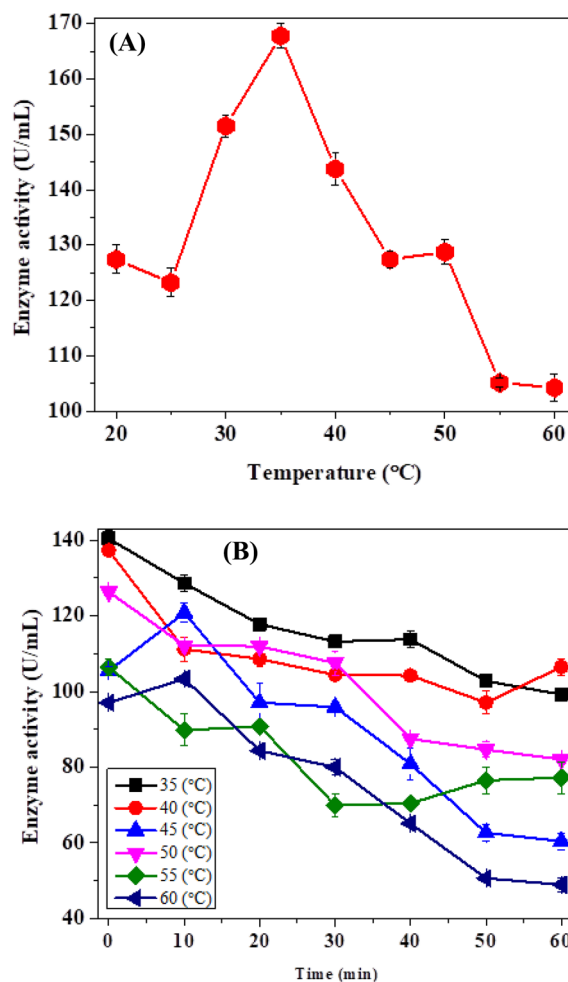 (A)
Enzyme activity (U/mL)
170
160
150
140
130
120
110
100
20 30 40 50 60
Temperature (°C)
(B)
Enzyme activity (U/mL)
140
120
100
80
60
40
35 (°C)
40 (°C)
45 (°C)
50 (°C)
55 (°C)
60 (°C)
0 10 20 30 40 50 60
Time (min)